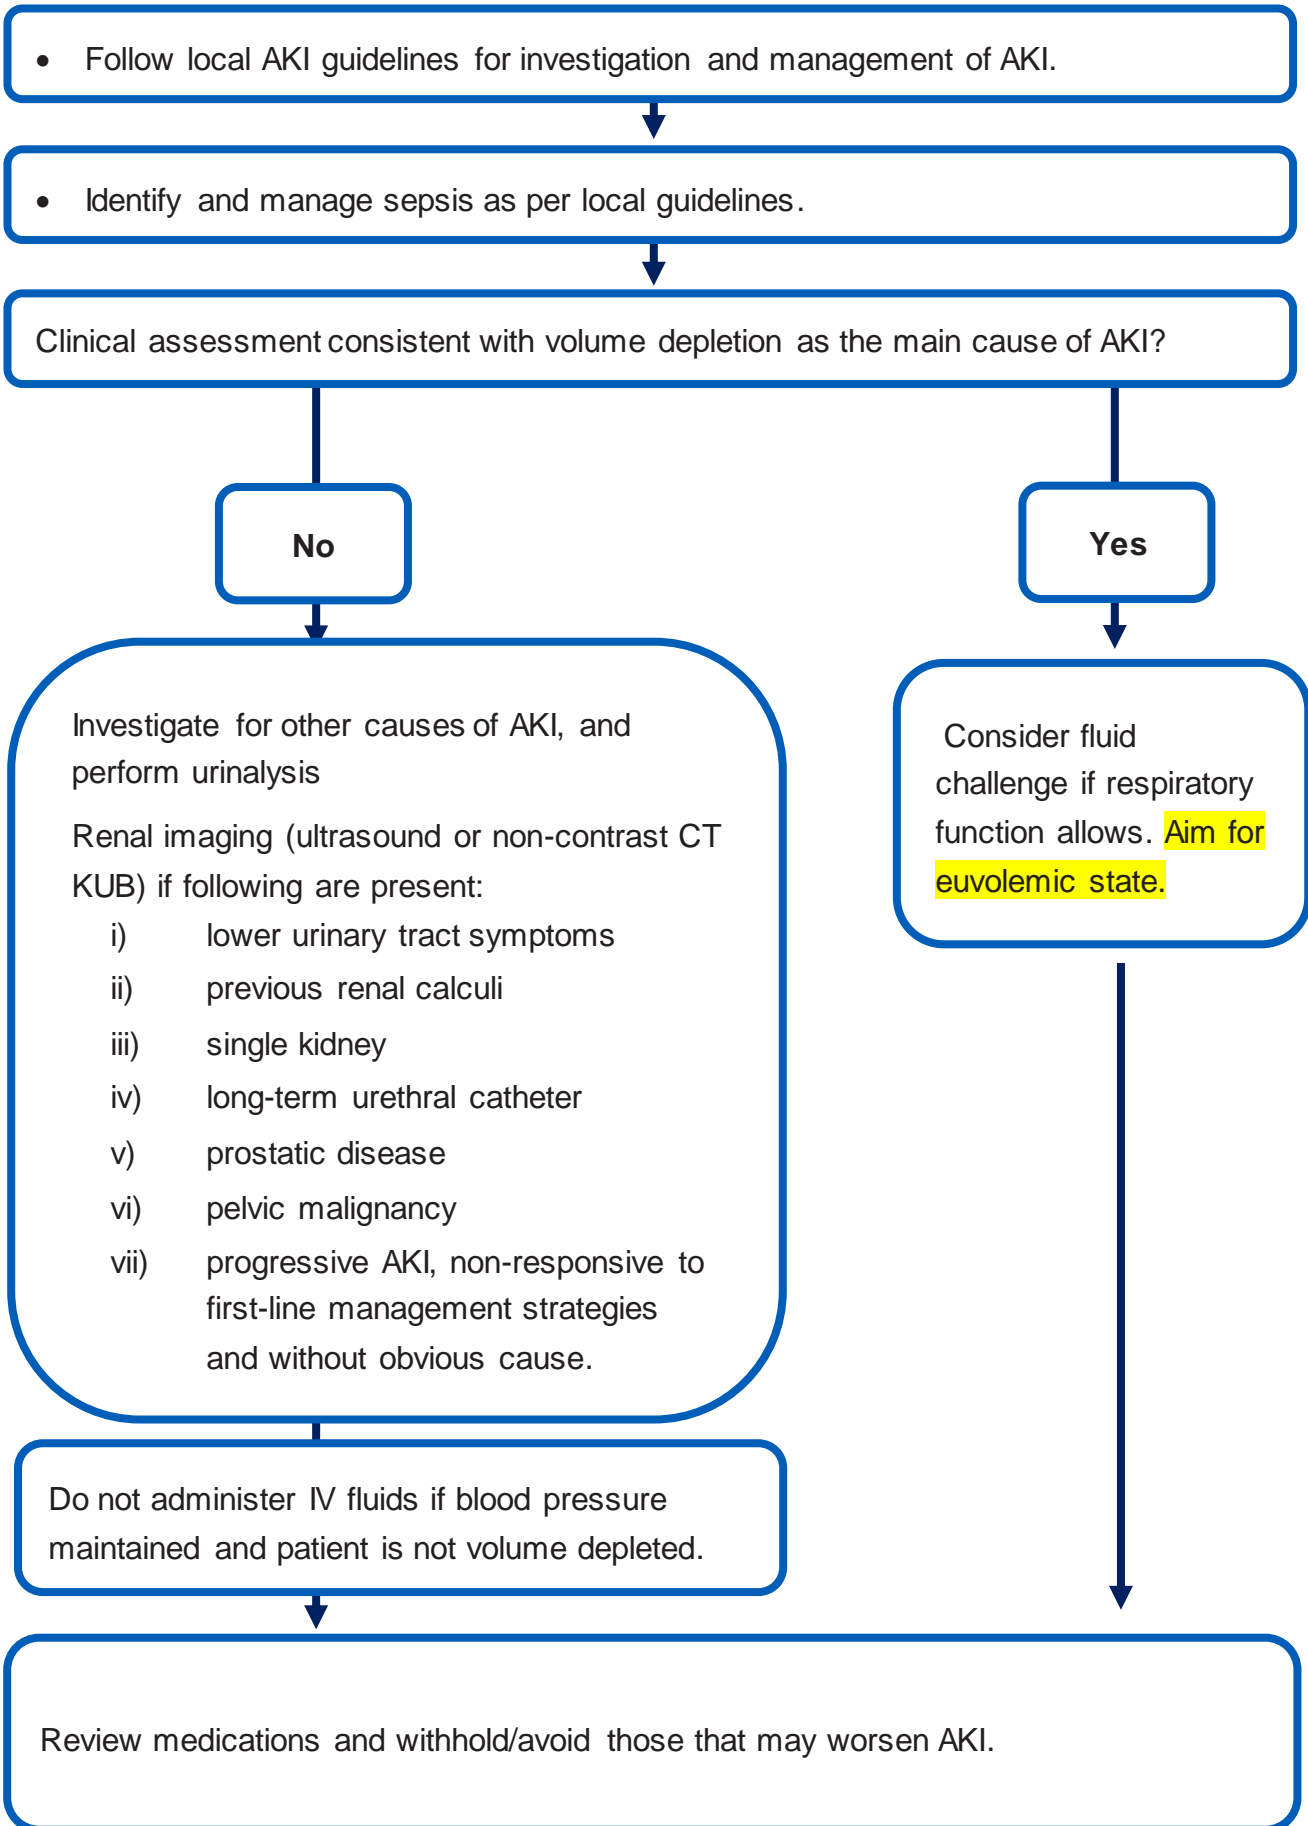 • Follow local AKI guidelines for investigation and management of AKI.
• Identify and manage sepsis as per local guidelines.
Clinical assessment consistent with volume depletion as the main cause of AKI?
No
Yes
Investigate for other causes of AKI, and
perform urinalysis
Renal imaging (ultrasound or non-contrast CT
KUB) if following are present:
i) lower urinary tract symptoms
ii) previous renal calculi
iii) single kidney
iv) long-term urethral catheter
v) prostatic disease
vi) pelvic malignancy
vii) progressive AKI, non-responsive to
first-line management strategies
and without obvious cause.
Consider fluid
challenge if respiratory
function allows. Aim for
euvolemic state.
Do not administer IV fluids if blood pressure
maintained and patient is not volume depleted.
Review medications and withhold/avoid those that may worsen AKI.